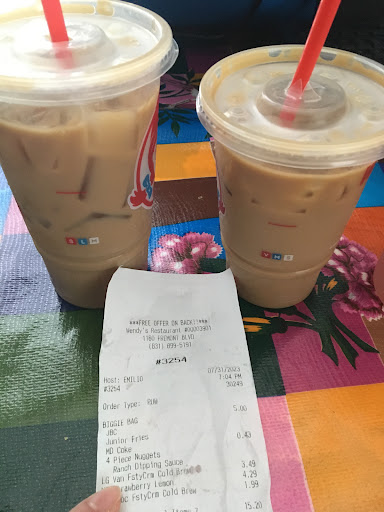 ***FREE OFFER ON BACK!!***
Wendy's Restaurant #00003901
1780 FREMONT BLVD
(831) 899-5191
#3254
Host: EMILIO 07/31/2023
#3254 7:04 PM
30249
Order Type: RUN
BIGGIE BAG 5.00
JBC
Junior Fries
MD Coke 0.43
4 Piece Nuggets
Ranch Dipping Sauce
LG Van FstyCrm Cold Brew 3.49
Strawberry Lemon 4.29
oc FstyCrm Cold Brew 1.99
15.20